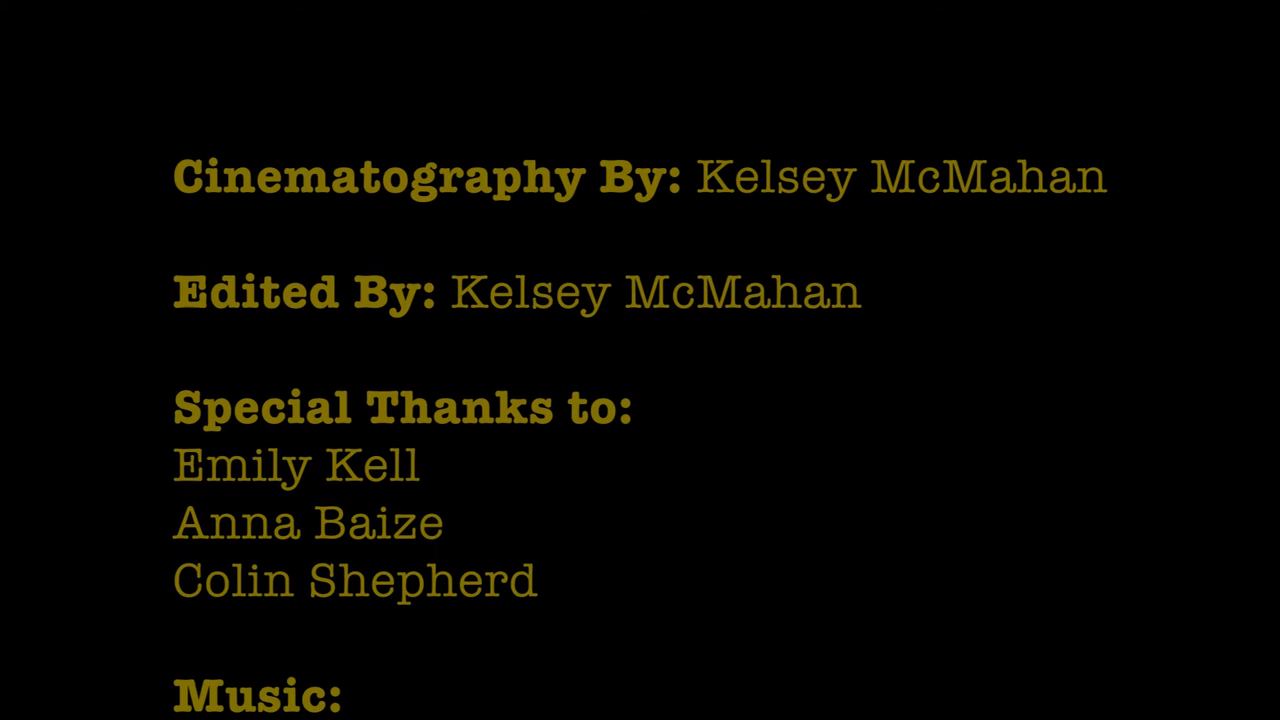 Cinematography By: Kelsey McMahan
Edited By: Kelsey McMahan
Special Thanks to:
Emily Kell
Anna Baize
Colin Shepherd
Music: